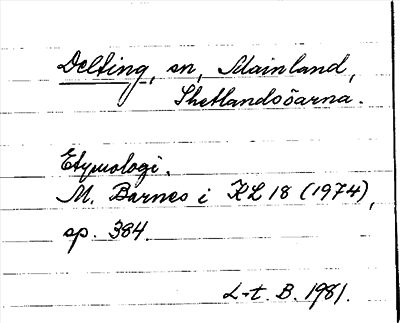 Delting, sn, Mainland,
Shetlandsöarna.
Etymologi.
M. Barnes i KL 18 (1974),
sp. 384.
L-t. B. 1981.